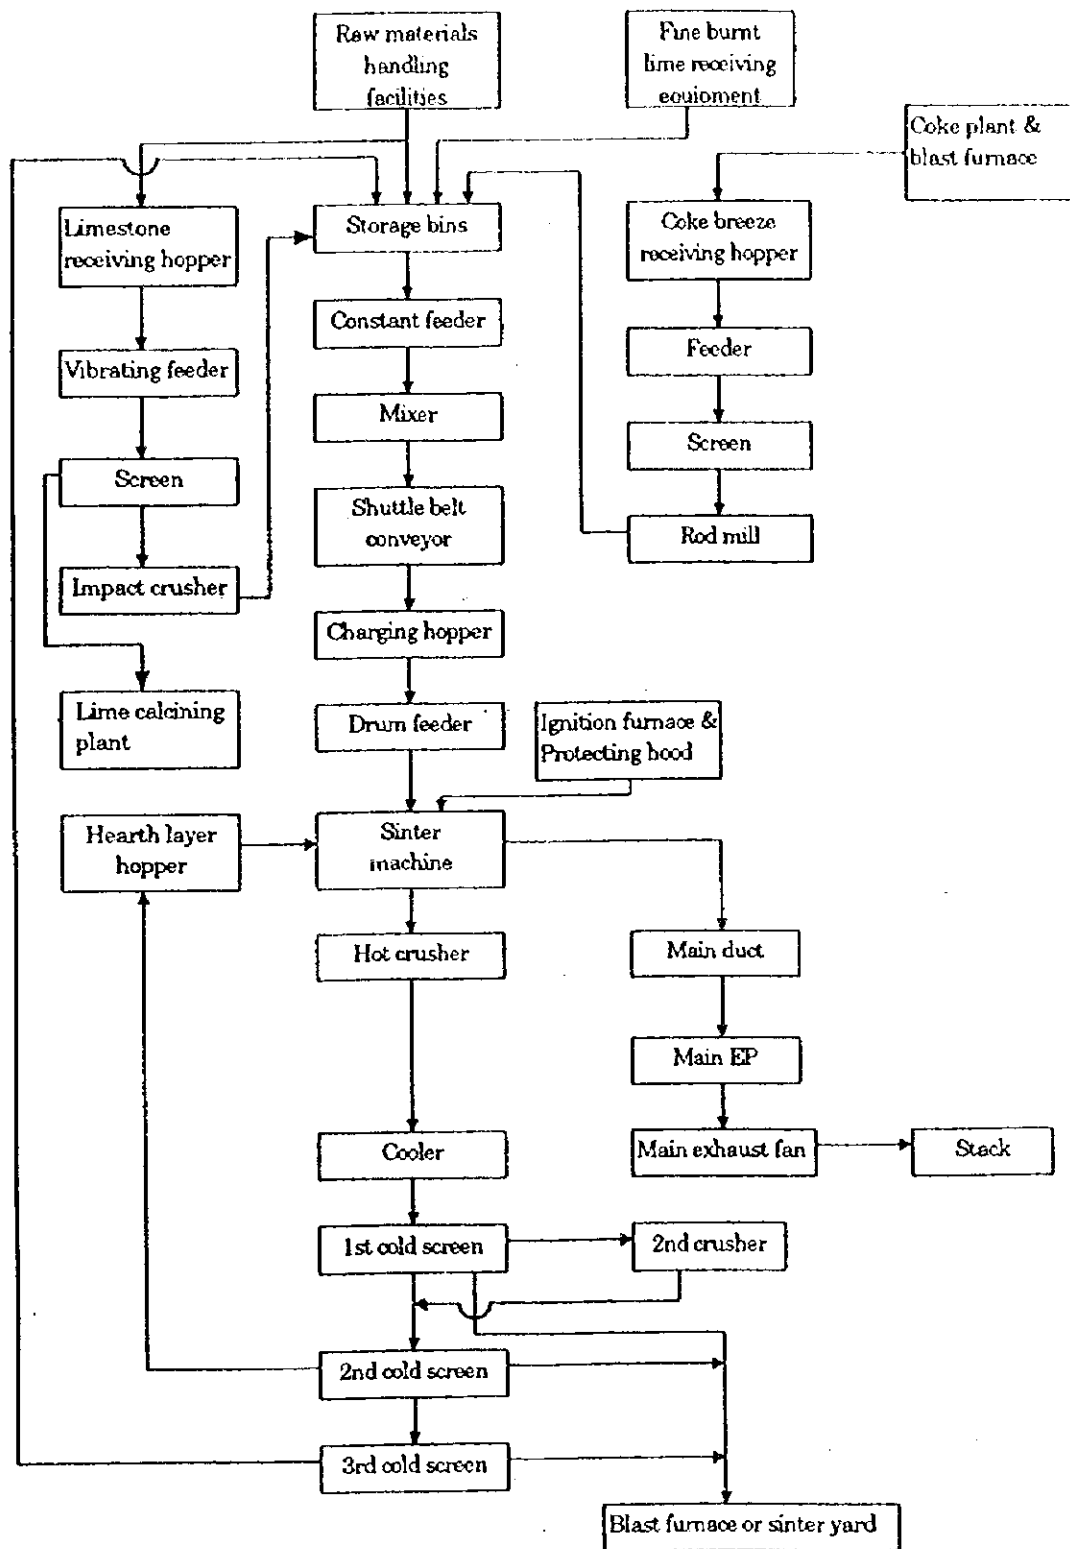 Raw materials
handling
facilities
Fine burnt
lime receiving
equipment
Coke plant &
blast furnace
Limestone
receiving hopper
Storage bins
Coke breeze
receiving hopper
Constant feeder
Feeder
Vibrating feeder
Mixer
Screen
Screen
Shuttle belt
conveyor
Rod mill
Impact crusher
Charging hopper
Lime calcining
plant
Drum feeder
Ignition furnace &
Protecting hood
Hearth layer
hopper
Sinter
machine
Hot crusher
Main duct
Main EP
Cooler
Main exhaust fan
Stack
1st cold screen
2nd crusher
2nd cold screen
3rd cold screen
Blast furnace or sinter yard